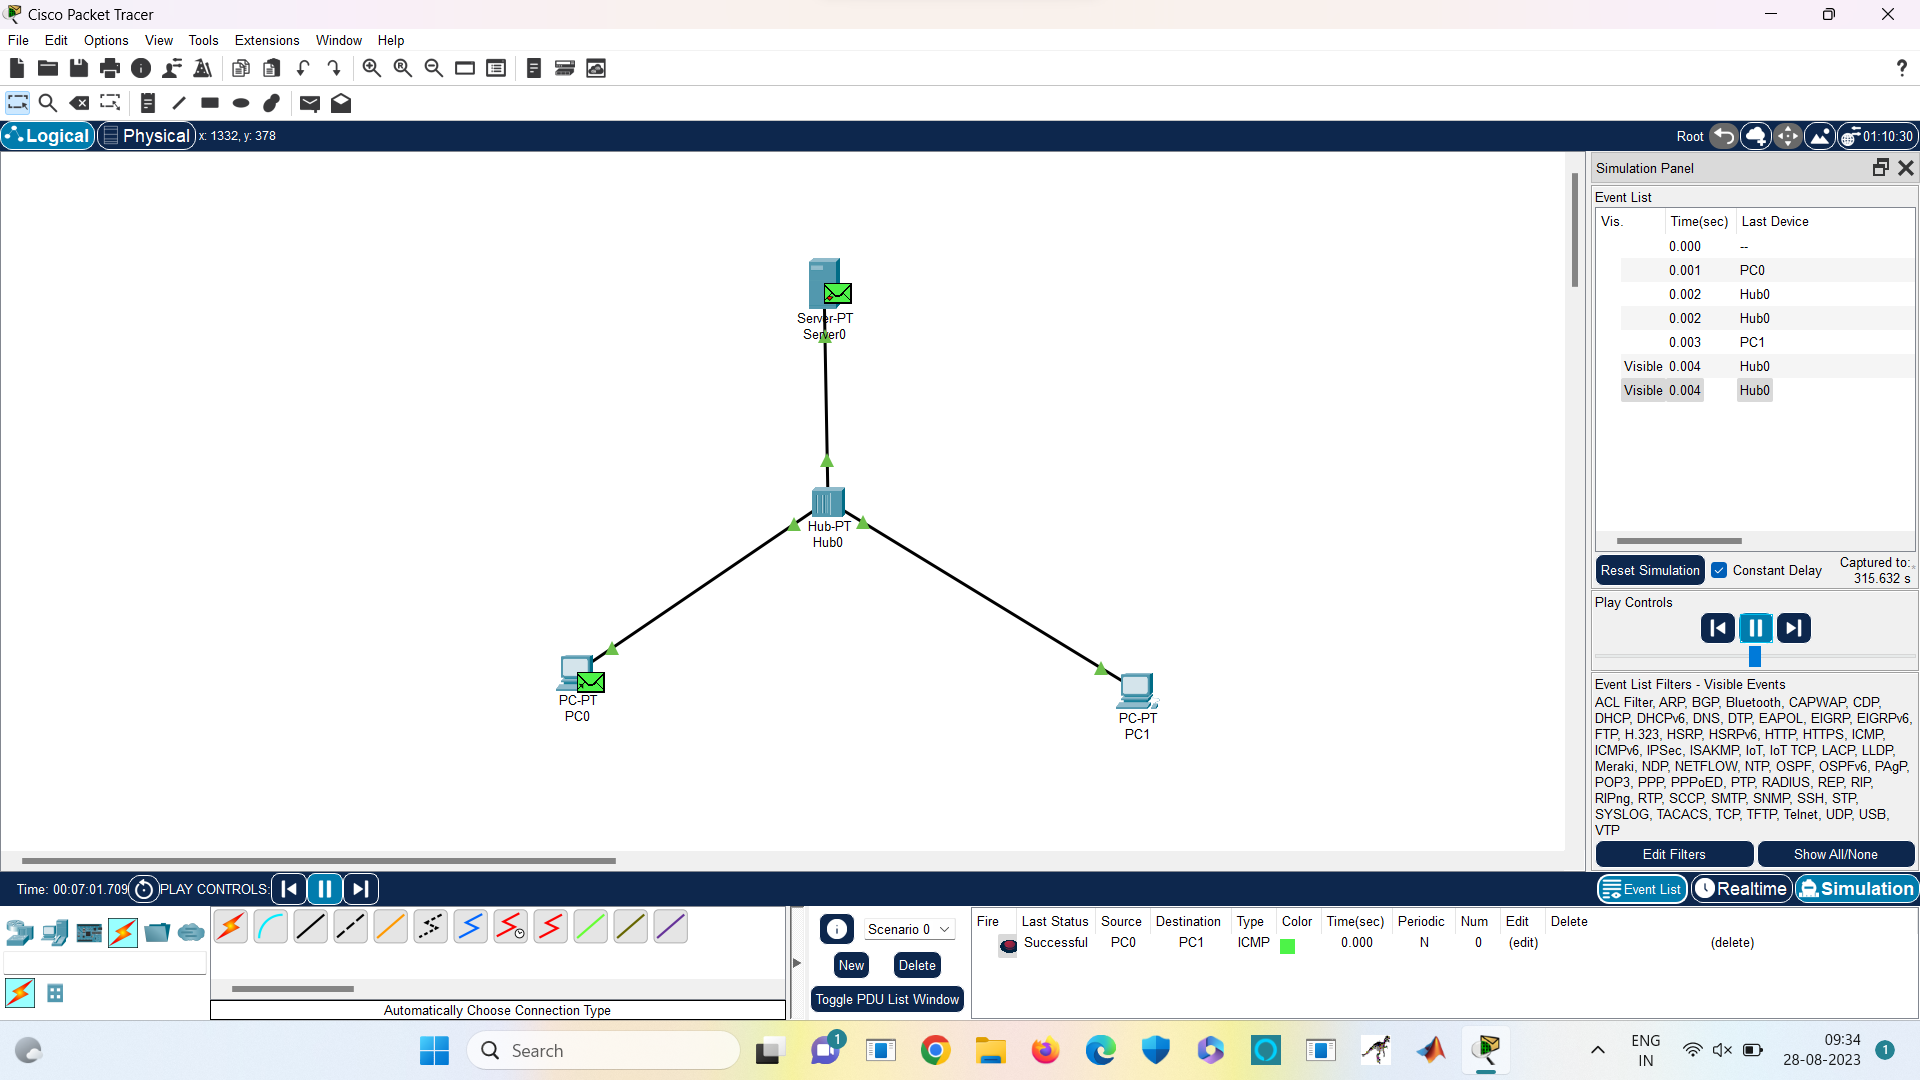 Cisco Packet Tracer
File Edit Options View Tools Extensions Window Help
?
Logical Physical x: 1332, y: 378 Root 01:10:30
Server-PT
Server0
Hub-PT
Hub0
PC-PT
PC0
PC-PT
PC1
Simulation Panel
Event List
Vis. Time(sec) Last Device
0.000 --
0.001 PC0
0.002 Hub0
0.002 Hub0
0.003 PC1
Visible 0.004 Hub0
Visible 0.004 Hub0
Reset Simulation Constant Delay Captured to:
315.632 s
Play Controls
Event List Filters - Visible Events
ACL Filter, ARP, BGP, Bluetooth, CAPWAP, CDP,
DHCP, DHCPv6, DNS, DTP, EAPOL, EIGRP, EIGRPv6,
FTP, H.323, HSRP, HSRPv6, HTTP, HTTPS, ICMP,
ICMPv6, IPSec, ISAKMP, IoT, IoT TCP, LACP, LLDP,
Meraki, NDP, NETFLOW, NTP, OSPF, OSPFv6, PAgP,
POP3, PPP, PPPoED, PTP, RADIUS, REP, RIP,
RIPng, RTP, SCCP, SMTP, SNMP, SSH, STP,
SYSLOG, TACACS, TCP, TFTP, Telnet, UDP, USB,
VTP
Edit Filters Show All/None
Time: 00:07:01.709 PLAY CONTROLS: Event List Realtime Simulation
Automatically Choose Connection Type
Scenario 0
New Delete
Toggle PDU List Window
Fire Last Status Source Destination Type Color Time(sec) Periodic Num Edit Delete
Successful PC0 PC1 ICMP 0.000 N 0 (edit) (delete)
Search
1
ENG
IN
09:34
28-08-2023
1